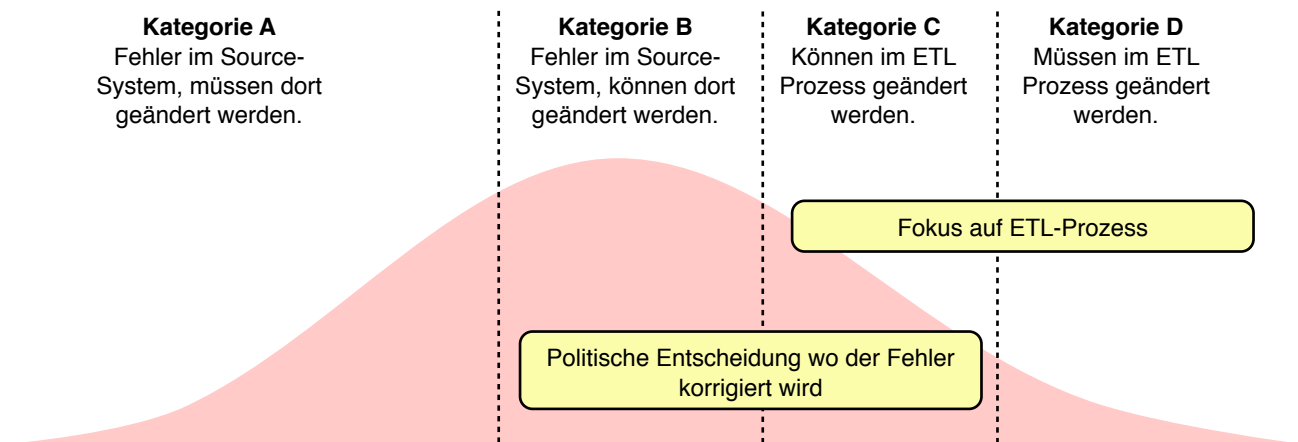 Kategorie A
Fehler im Source-
System, müssen dort
geändert werden.
Kategorie B
Fehler im Source-
System, können dort
geändert werden.
Kategorie C
Können im ETL
Prozess geändert
werden.
Kategorie D
Müssen im ETL
Prozess geändert
werden.
Fokus auf ETL-Prozess
Politische Entscheidung wo der Fehler
korrigiert wird